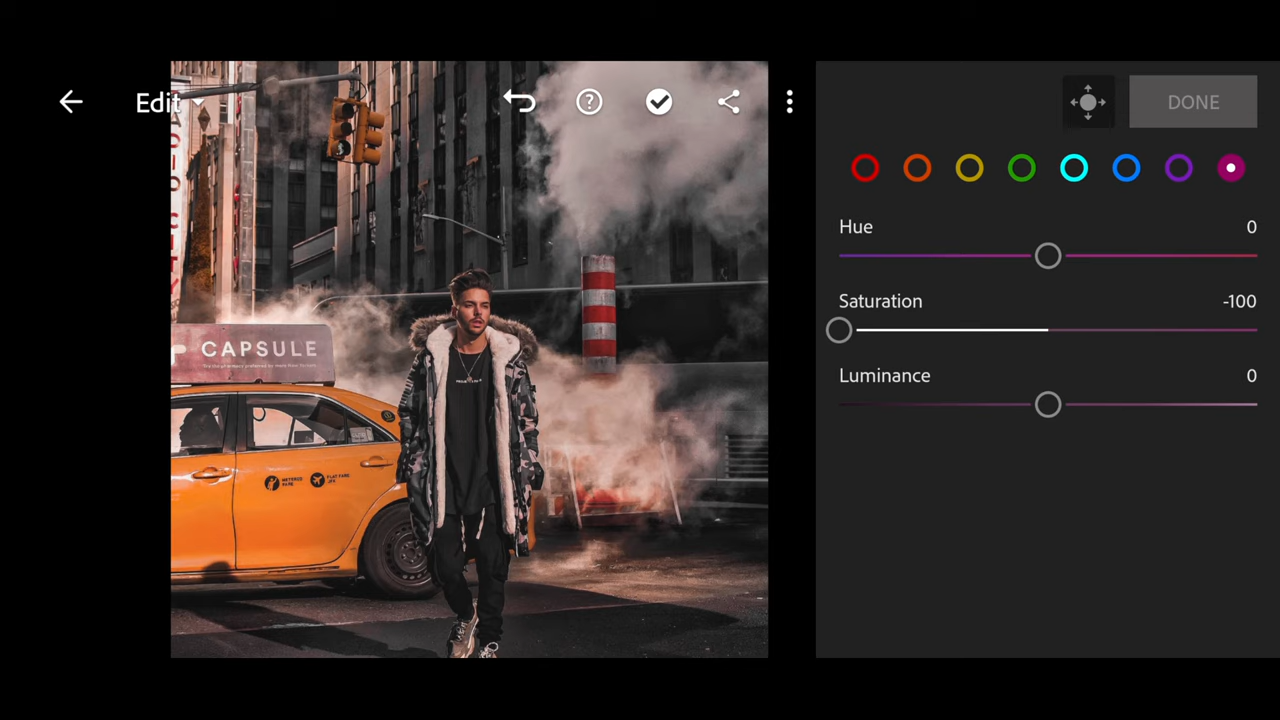 Edit
DONE
Hue
0
Saturation
-100
Luminance
0
CAPSULE